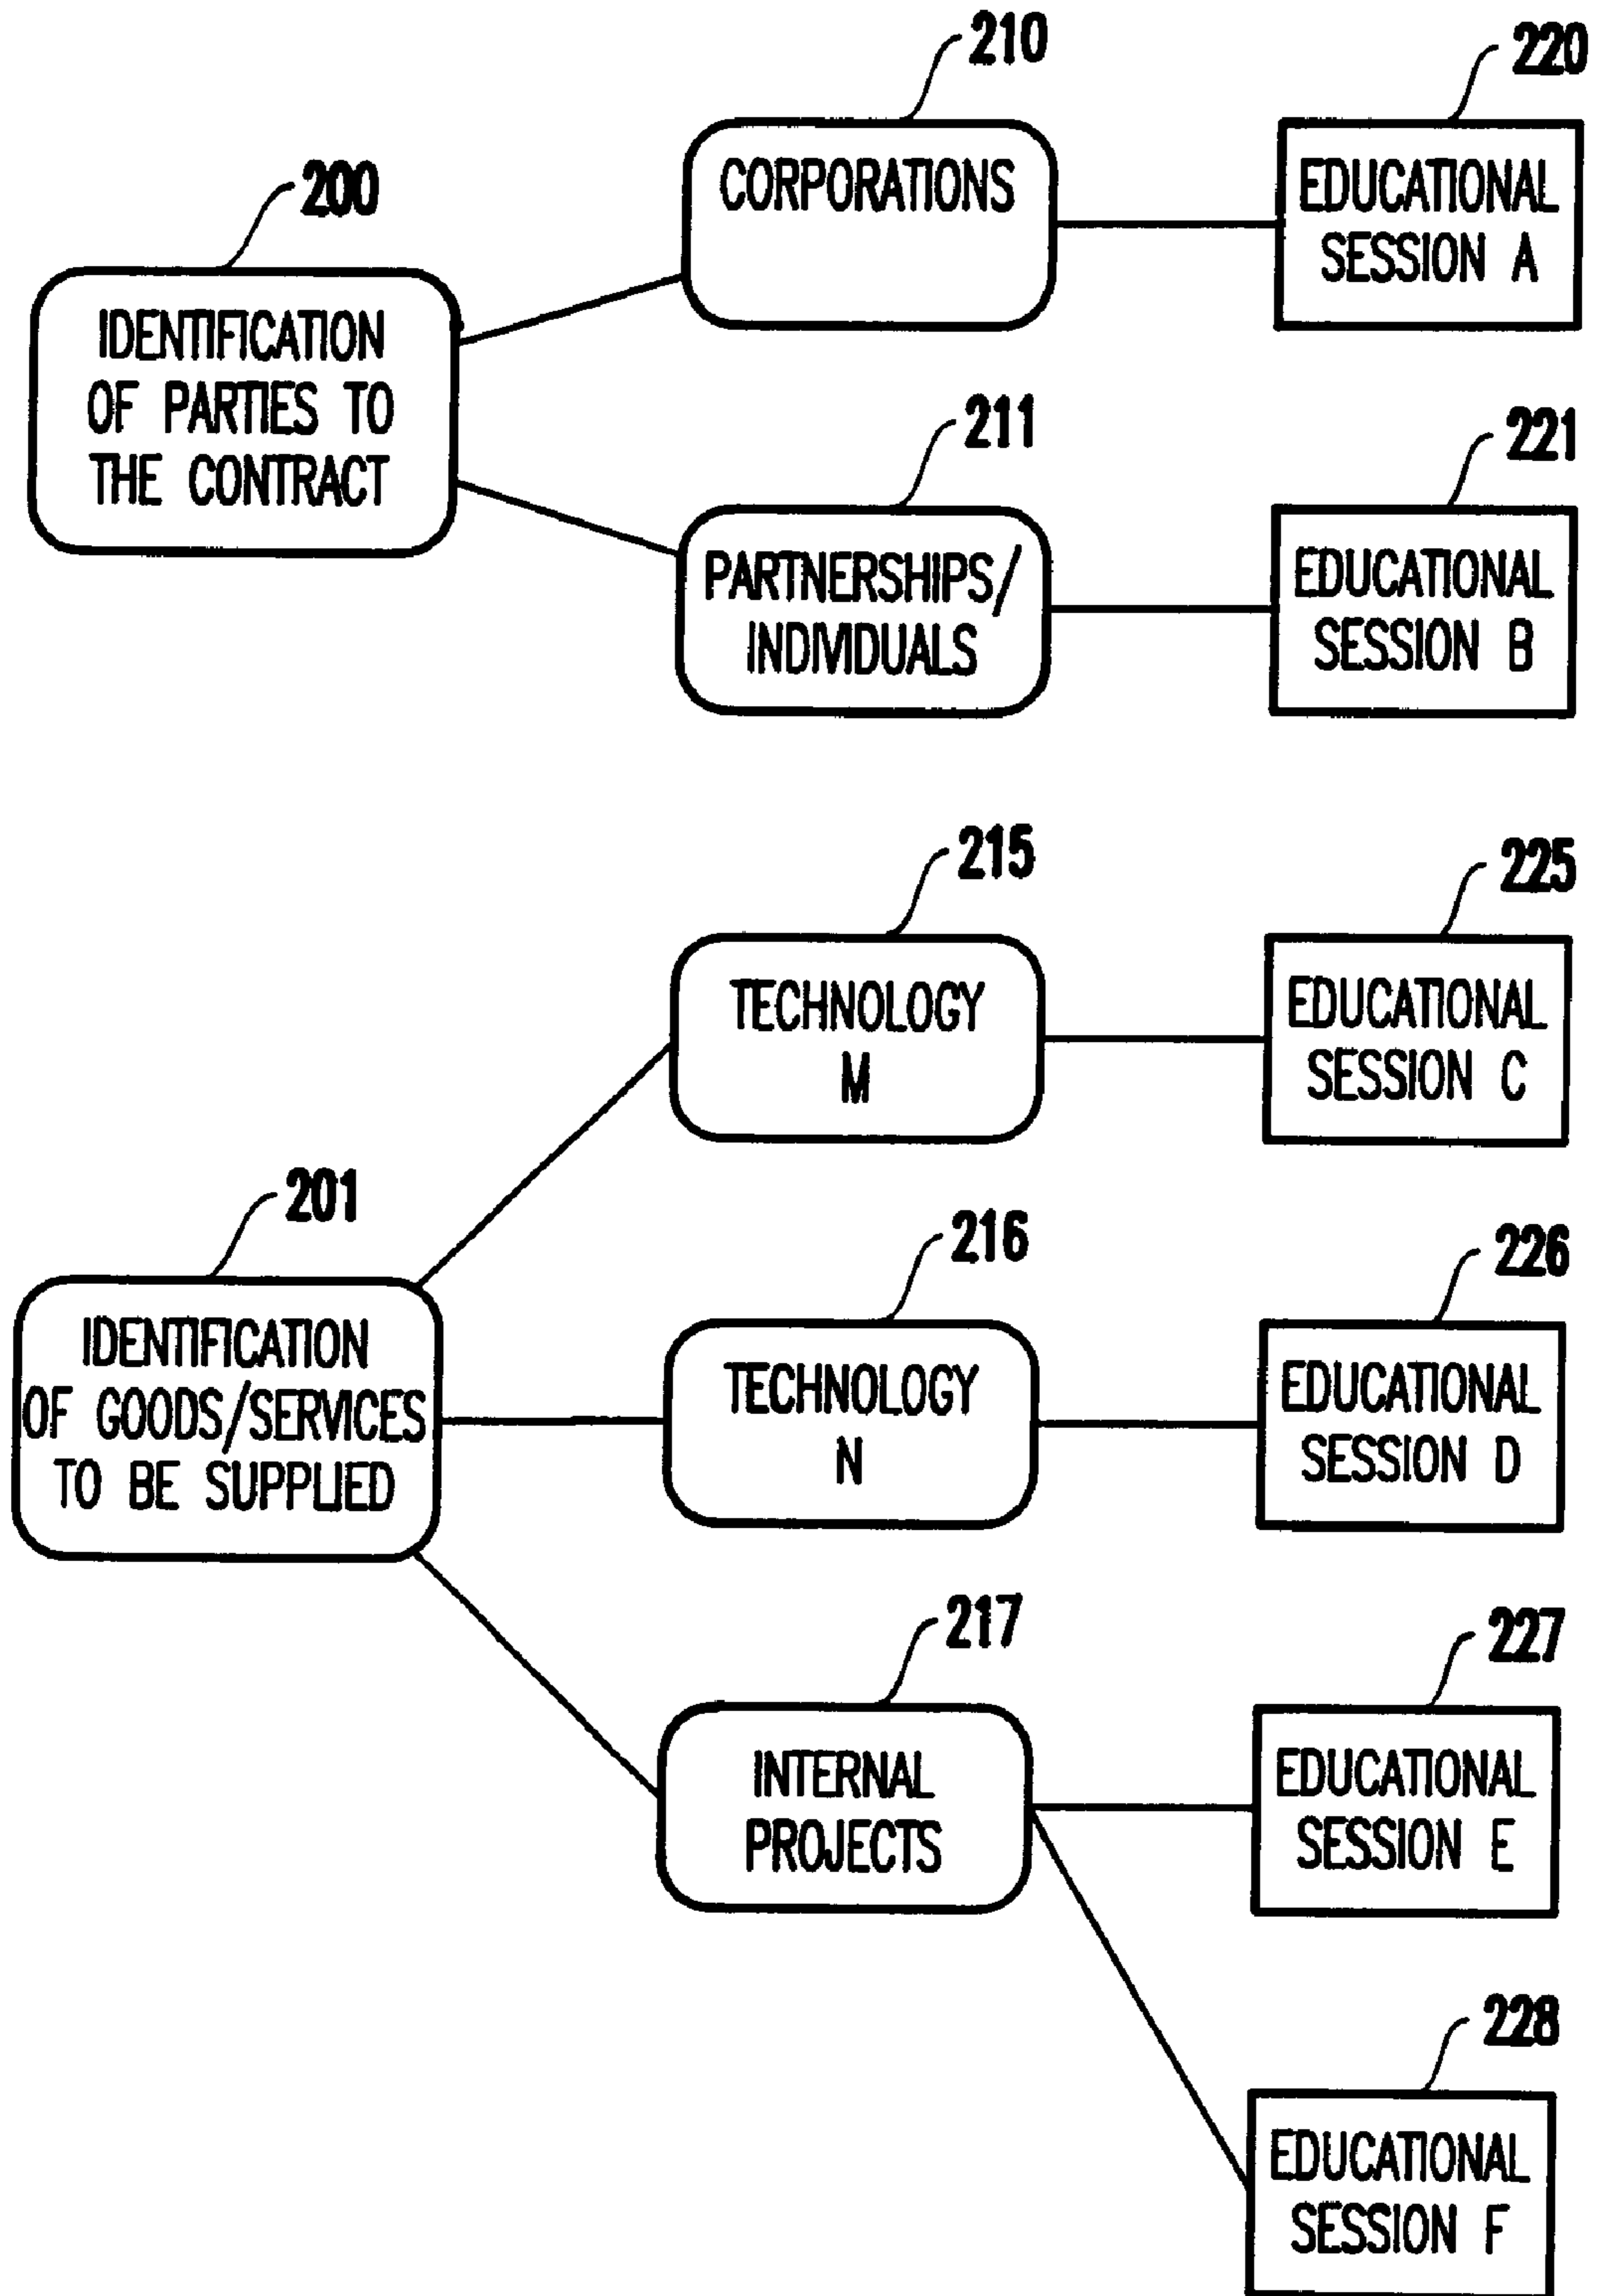 210
220
CORPORATIONS
EDUCATIONAL
SESSION A
200
IDENTIFICATION
OF PARTIES TO
THE CONTRACT
211
221
PARTNERSHIPS/
INDIVIDUALS
EDUCATIONAL
SESSION B
215
225
TECHNOLOGY
M
EDUCATIONAL
SESSION C
201
IDENTIFICATION
OF GOODS/SERVICES
TO BE SUPPLIED
216
226
TECHNOLOGY
N
EDUCATIONAL
SESSION D
217
227
INTERNAL
PROJECTS
EDUCATIONAL
SESSION E
228
EDUCATIONAL
SESSION F